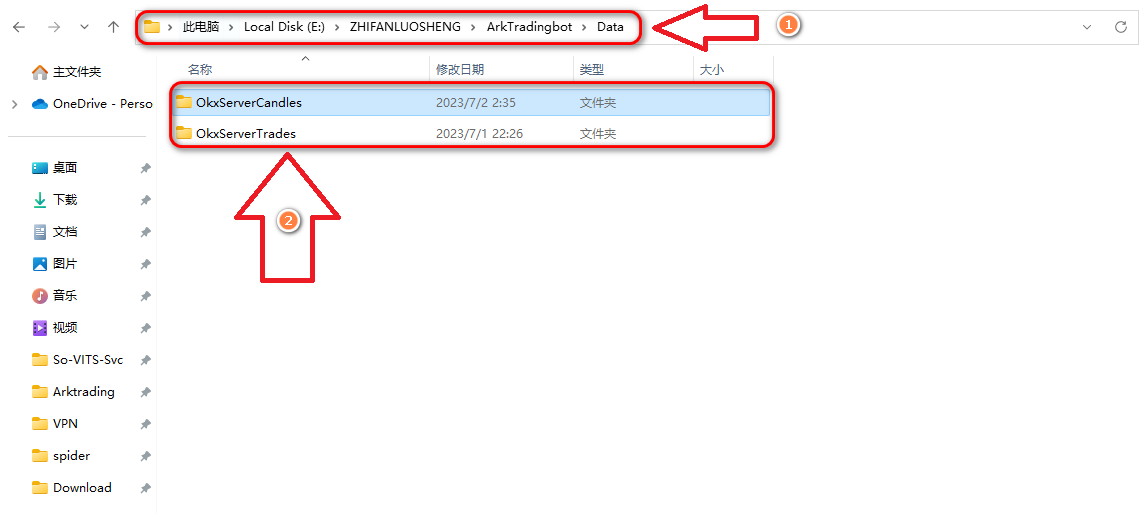 此电脑 > Local Disk (E:) > ZHIFANLUOSHENG > ArkTradingbot > Data
1
主文件夹
OneDrive - Perso
桌面
下载
文档
图片
音乐
视频
So-VITS-Svc
Arktrading
VPN
spider
Download
名称 修改日期 类型 大小
OkxServerCandles 2023/7/2 2:35 文件夹
OkxServerTrades 2023/7/1 22:26 文件夹
2